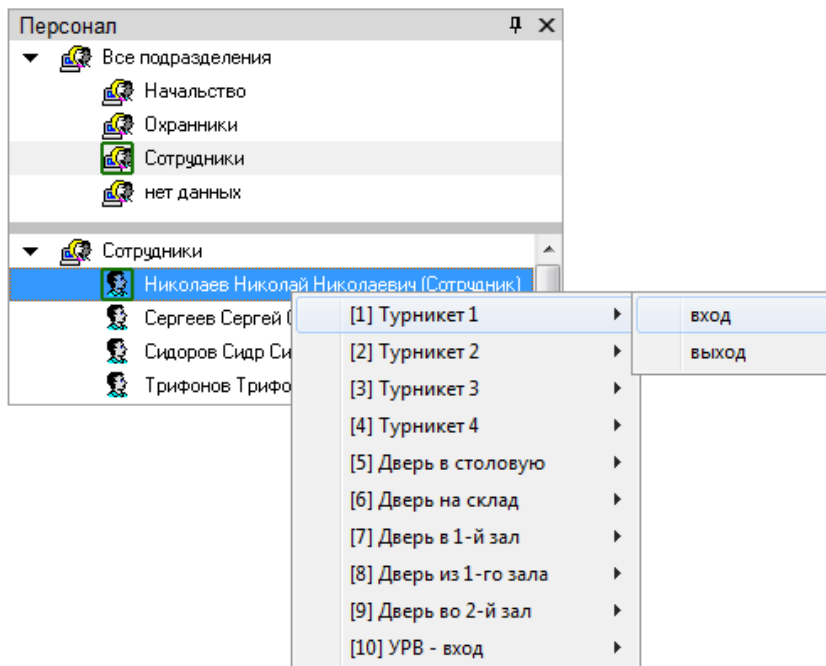 Персонал
Все подразделения
Начальство
Охранники
Сотрудники
нет данных
Сотрудники
Николаев Николай Николаевич (Сотрудник)
Сергеев Сергей (
Сидоров Сидр Си
Трифонов Трифо
[1] Турникет 1
[2] Турникет 2
[3] Турникет 3
[4] Турникет 4
[5] Дверь в столовую
[6] Дверь на склад
[7] Дверь в 1-й зал
[8] Дверь из 1-го зала
[9] Дверь во 2-й зал
[10] УРВ - вход
вход
выход